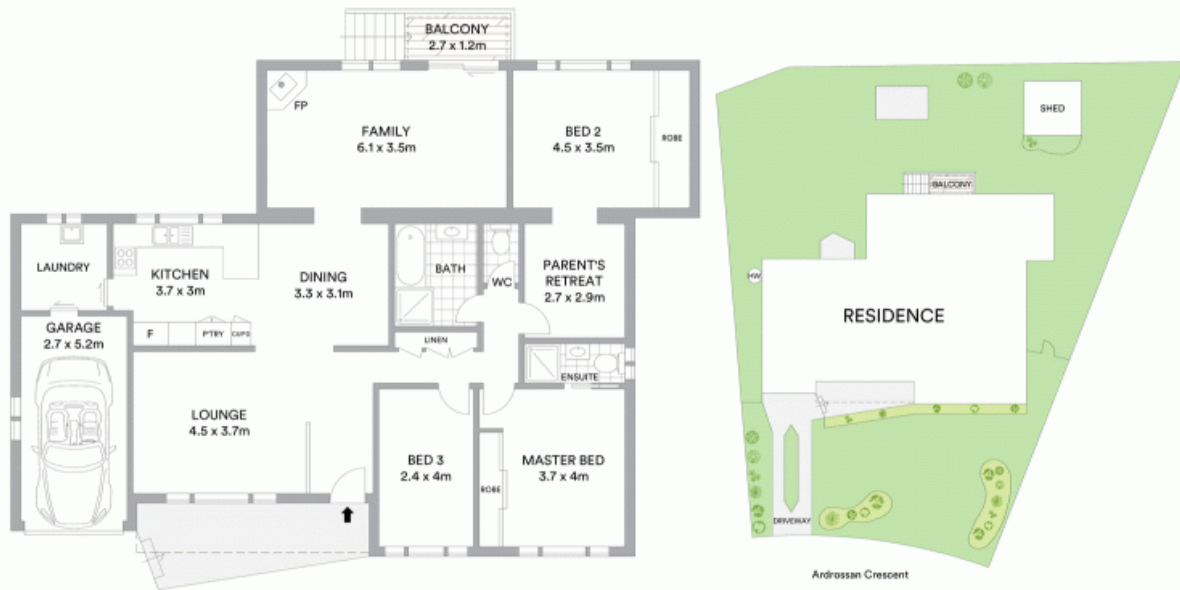 BALCONY
2.7 x 1.2m
FP
FAMILY
6.1 x 3.5m
BED 2
4.5 x 3.5m
ROBE
LAUNDRY
KITCHEN
3.7 x 3m
DINING
3.3 x 3.1m
BATH
WC
PARENT'S
RETREAT
2.7 x 2.9m
GARAGE
2.7 x 5.2m
F
PTRY
CUPD
LINEN
ENSUITE
LOUNGE
4.5 x 3.7m
BED 3
2.4 x 4m
ROBE
MASTER BED
3.7 x 4m
SHED
BALCONY
HW
RESIDENCE
DRIVEWAY
Ardrossan Crescent